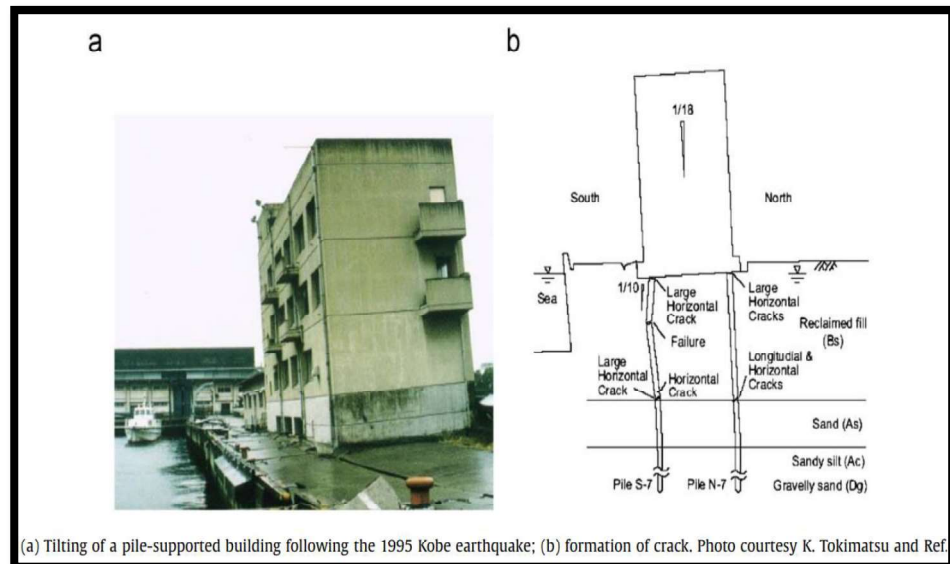 a
b
1/18
South
North
Sea
1/10
Large
Horizontal
Crack
Large
Horizontal
Cracks
Reclaimed fill
(Bs)
Failure
Large
Horizontal
Crack
Horizontal
Crack
Longitudial &
Horizontal
Cracks
Sand (As)
Sandy silt (Ac)
Pile S-7
Pile N-7
Gravelly sand (Dg)
(a) Tilting of a pile-supported building following the 1995 Kobe earthquake; (b) formation of crack. Photo courtesy K. Tokimatsu and Ref.